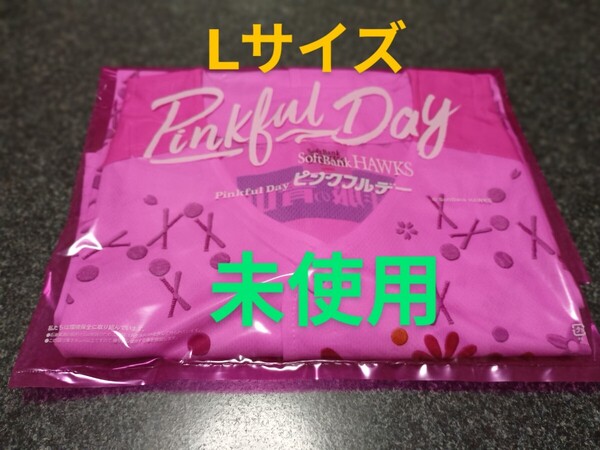 Lサイズ
Pinkful Day
SoftBank HAWKS
Pinkful Day ピンクフルデー
未使用